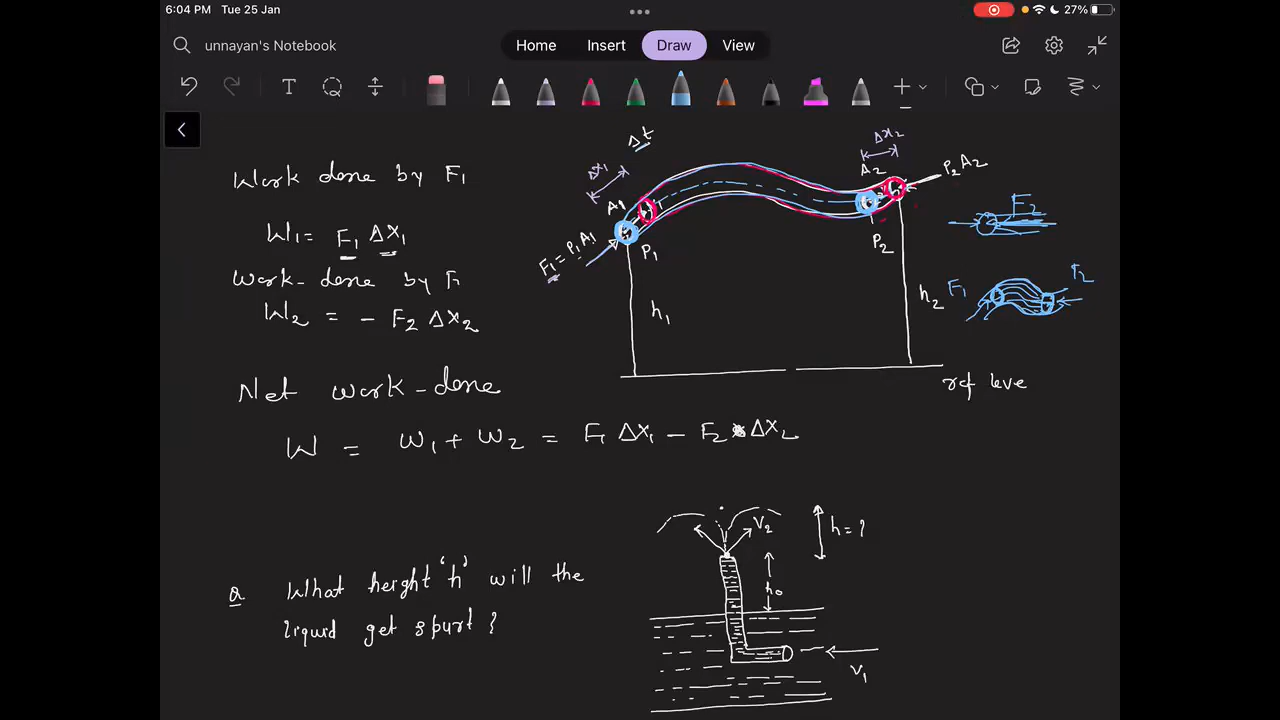 6:04 PM Tue 25 Jan
27%
unnayan's Notebook
Home Insert Draw View
Δt
Δx1
Δx2
Work done by F1
A1
A2
P2A2
W1 = F1 Δx1
F1 = P1A1
P1
P2
F2
Work-done by F
W2 = - F2 Δx2
h1
h2
F1
F2
Net work-done
ref leve
W = W1 + W2 = F1 Δx1 - F2 Δx2
V2
h = ?
Q What height 'h' will the
liquid get spurt?
h0
V1